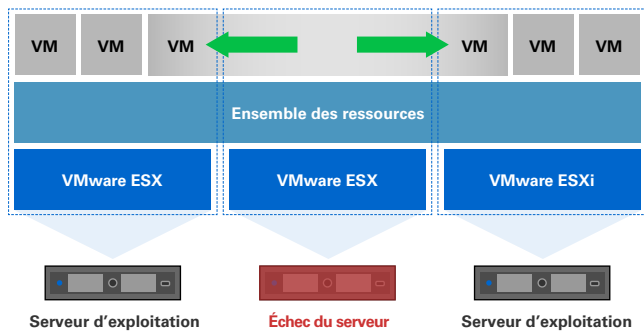 VM VM VM VM VM VM
Ensemble des ressources
VMware ESX VMware ESX VMware ESXi
Serveur d'exploitation Échec du serveur Serveur d'exploitation